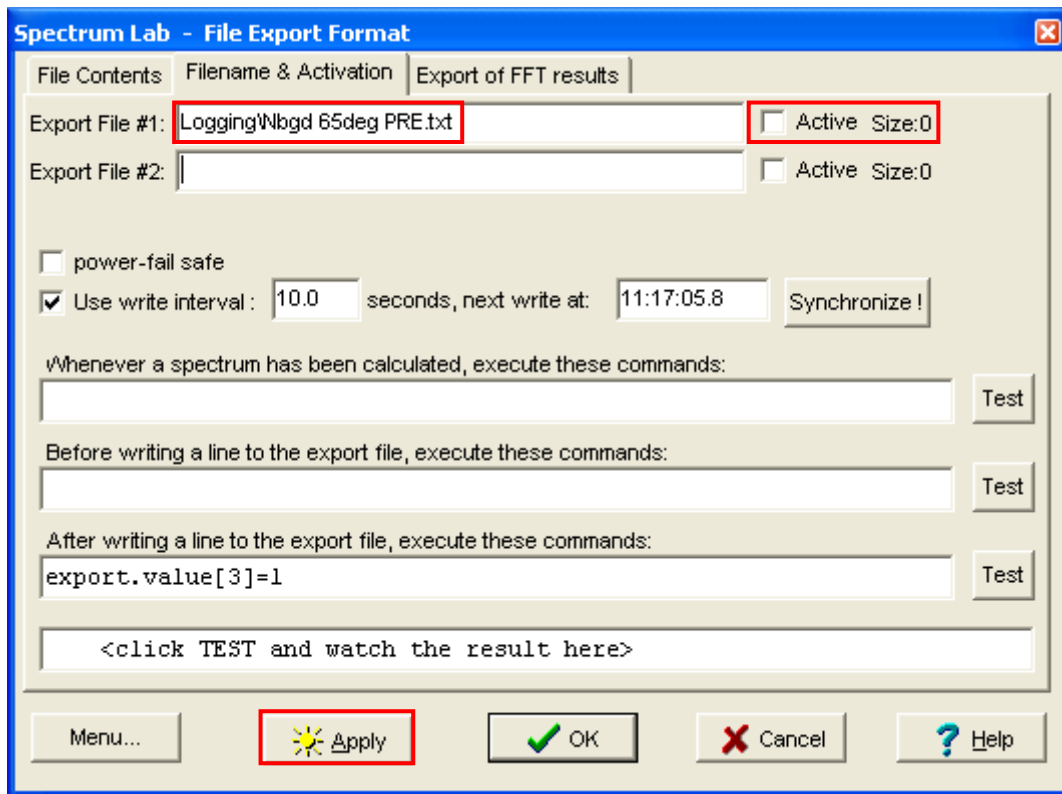 Spectrum Lab - File Export Format
File Contents Filename & Activation Export of FFT results
Export File #1: Logging\Nbgd 65deg PRE.txt Active Size:0
Export File #2: Active Size:0
power-fail safe
Use write interval : 10.0 seconds, next write at: 11:17:05.8 Synchronize !
Whenever a spectrum has been calculated, execute these commands:
Test
Before writing a line to the export file, execute these commands:
Test
After writing a line to the export file, execute these commands:
export.value[3]=l Test
<click TEST and watch the result here>
Menu... Apply OK Cancel Help